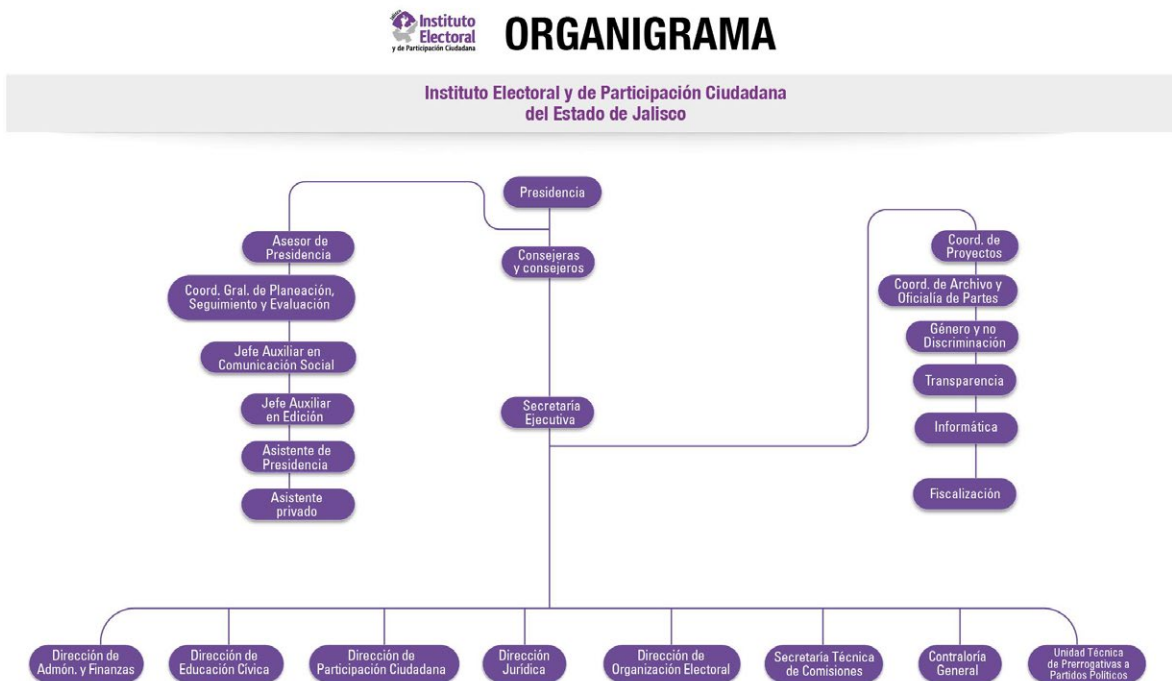 Jalisco
Instituto
Electoral
y de Participación Ciudadana
ORGANIGRAMA
Instituto Electoral y de Participación Ciudadana
del Estado de Jalisco
Presidencia
Consejeras
y consejeros
Secretaría
Ejecutiva
Asesor de
Presidencia
Coord. Gral. de Planeación,
Seguimiento y Evaluación
Jefe Auxiliar en
Comunicación Social
Jefe Auxiliar
en Edición
Asistente de
Presidencia
Asistente
privado
Coord. de
Proyectos
Coord. de Archivo y
Oficialía de Partes
Género y no
Discriminación
Transparencia
Informática
Fiscalización
Dirección de
Admón. y Finanzas
Dirección de
Educación Cívica
Dirección de
Participación Ciudadana
Dirección
Jurídica
Dirección de
Organización Electoral
Secretaría Técnica
de Comisiones
Contraloría
General
Unidad Técnica
de Prerrogativas a
Partidos Políticos